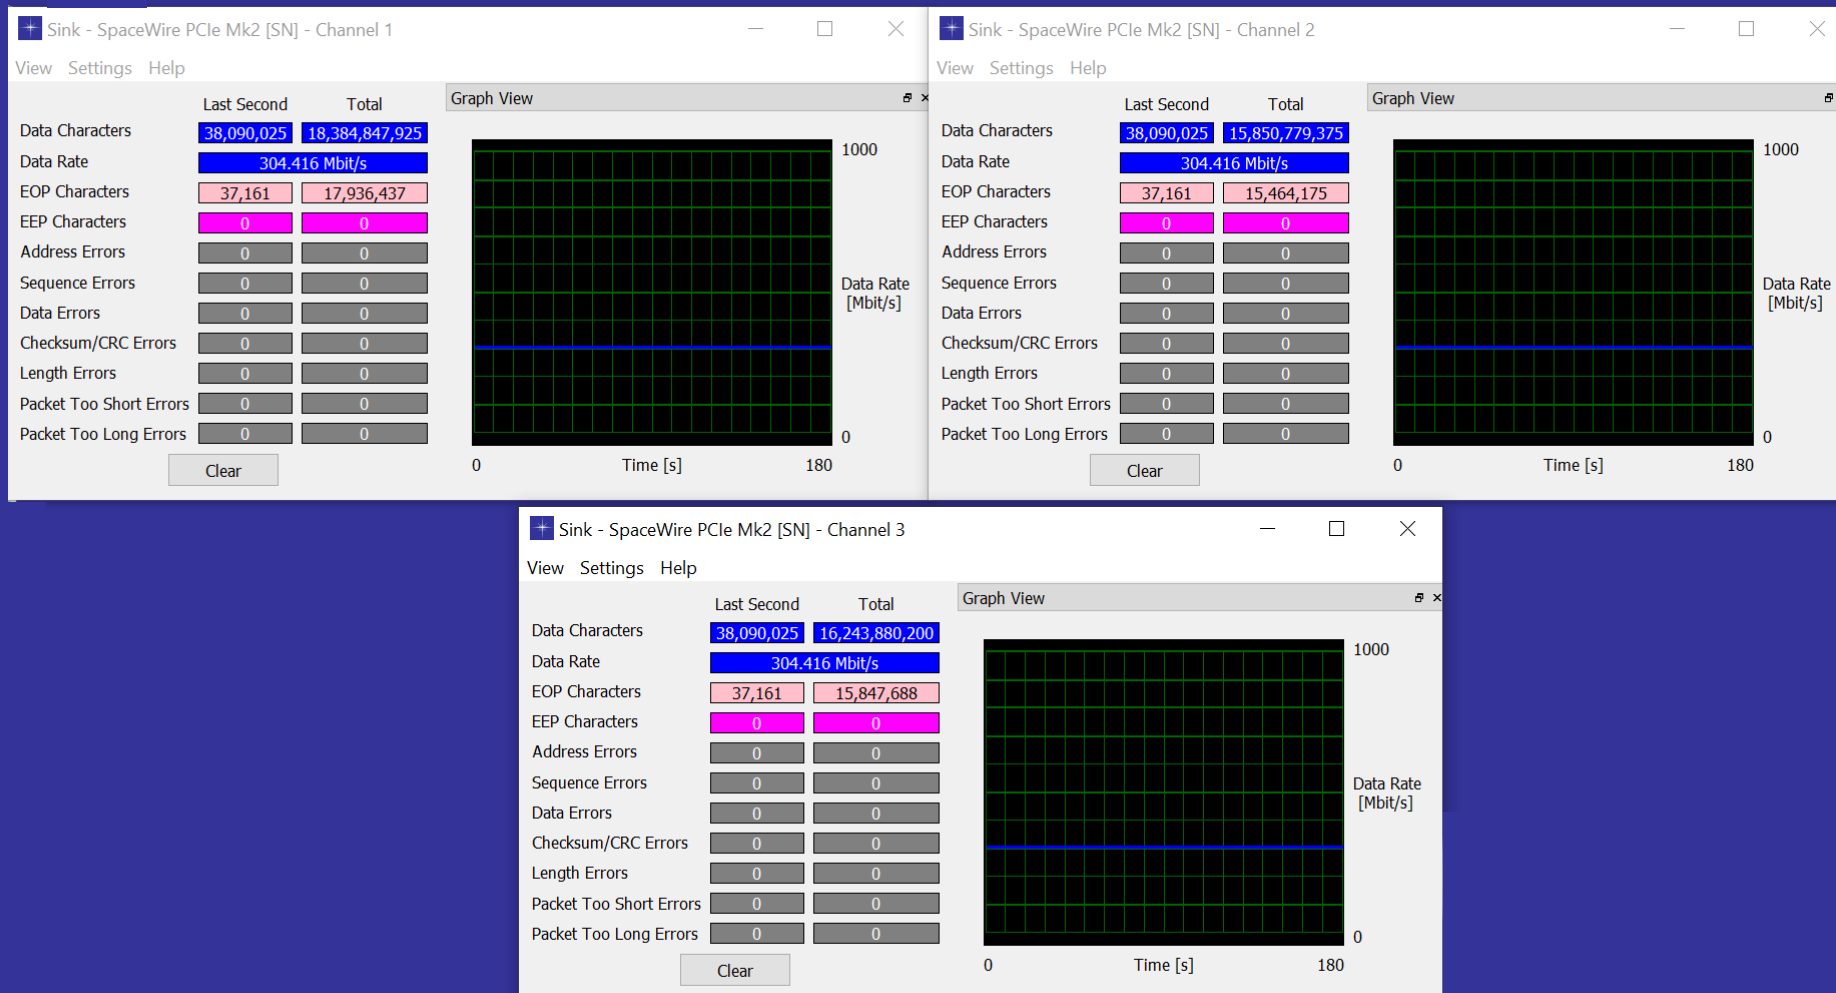 Sink - SpaceWire PCIe Mk2 [SN] - Channel 1
View Settings Help
Last Second Total
Data Characters 38,090,025 18,384,847,925
Data Rate 304.416 Mbit/s
EOP Characters 37,161 17,936,437
EEP Characters 0 0
Address Errors 0 0
Sequence Errors 0 0
Data Errors 0 0
Checksum/CRC Errors 0 0
Length Errors 0 0
Packet Too Short Errors 0 0
Packet Too Long Errors 0 0
Clear
Graph View
1000
Data Rate
[Mbit/s]
0
0 Time [s] 180
Sink - SpaceWire PCIe Mk2 [SN] - Channel 2
View Settings Help
Last Second Total
Data Characters 38,090,025 15,850,779,375
Data Rate 304.416 Mbit/s
EOP Characters 37,161 15,464,175
EEP Characters 0 0
Address Errors 0 0
Sequence Errors 0 0
Data Errors 0 0
Checksum/CRC Errors 0 0
Length Errors 0 0
Packet Too Short Errors 0 0
Packet Too Long Errors 0 0
Clear
Graph View
1000
Data Rate
[Mbit/s]
0
0 Time [s] 180
Sink - SpaceWire PCIe Mk2 [SN] - Channel 3
View Settings Help
Last Second Total
Data Characters 38,090,025 16,243,880,200
Data Rate 304.416 Mbit/s
EOP Characters 37,161 15,847,688
EEP Characters 0 0
Address Errors 0 0
Sequence Errors 0 0
Data Errors 0 0
Checksum/CRC Errors 0 0
Length Errors 0 0
Packet Too Short Errors 0 0
Packet Too Long Errors 0 0
Clear
Graph View
1000
Data Rate
[Mbit/s]
0
0 Time [s] 180